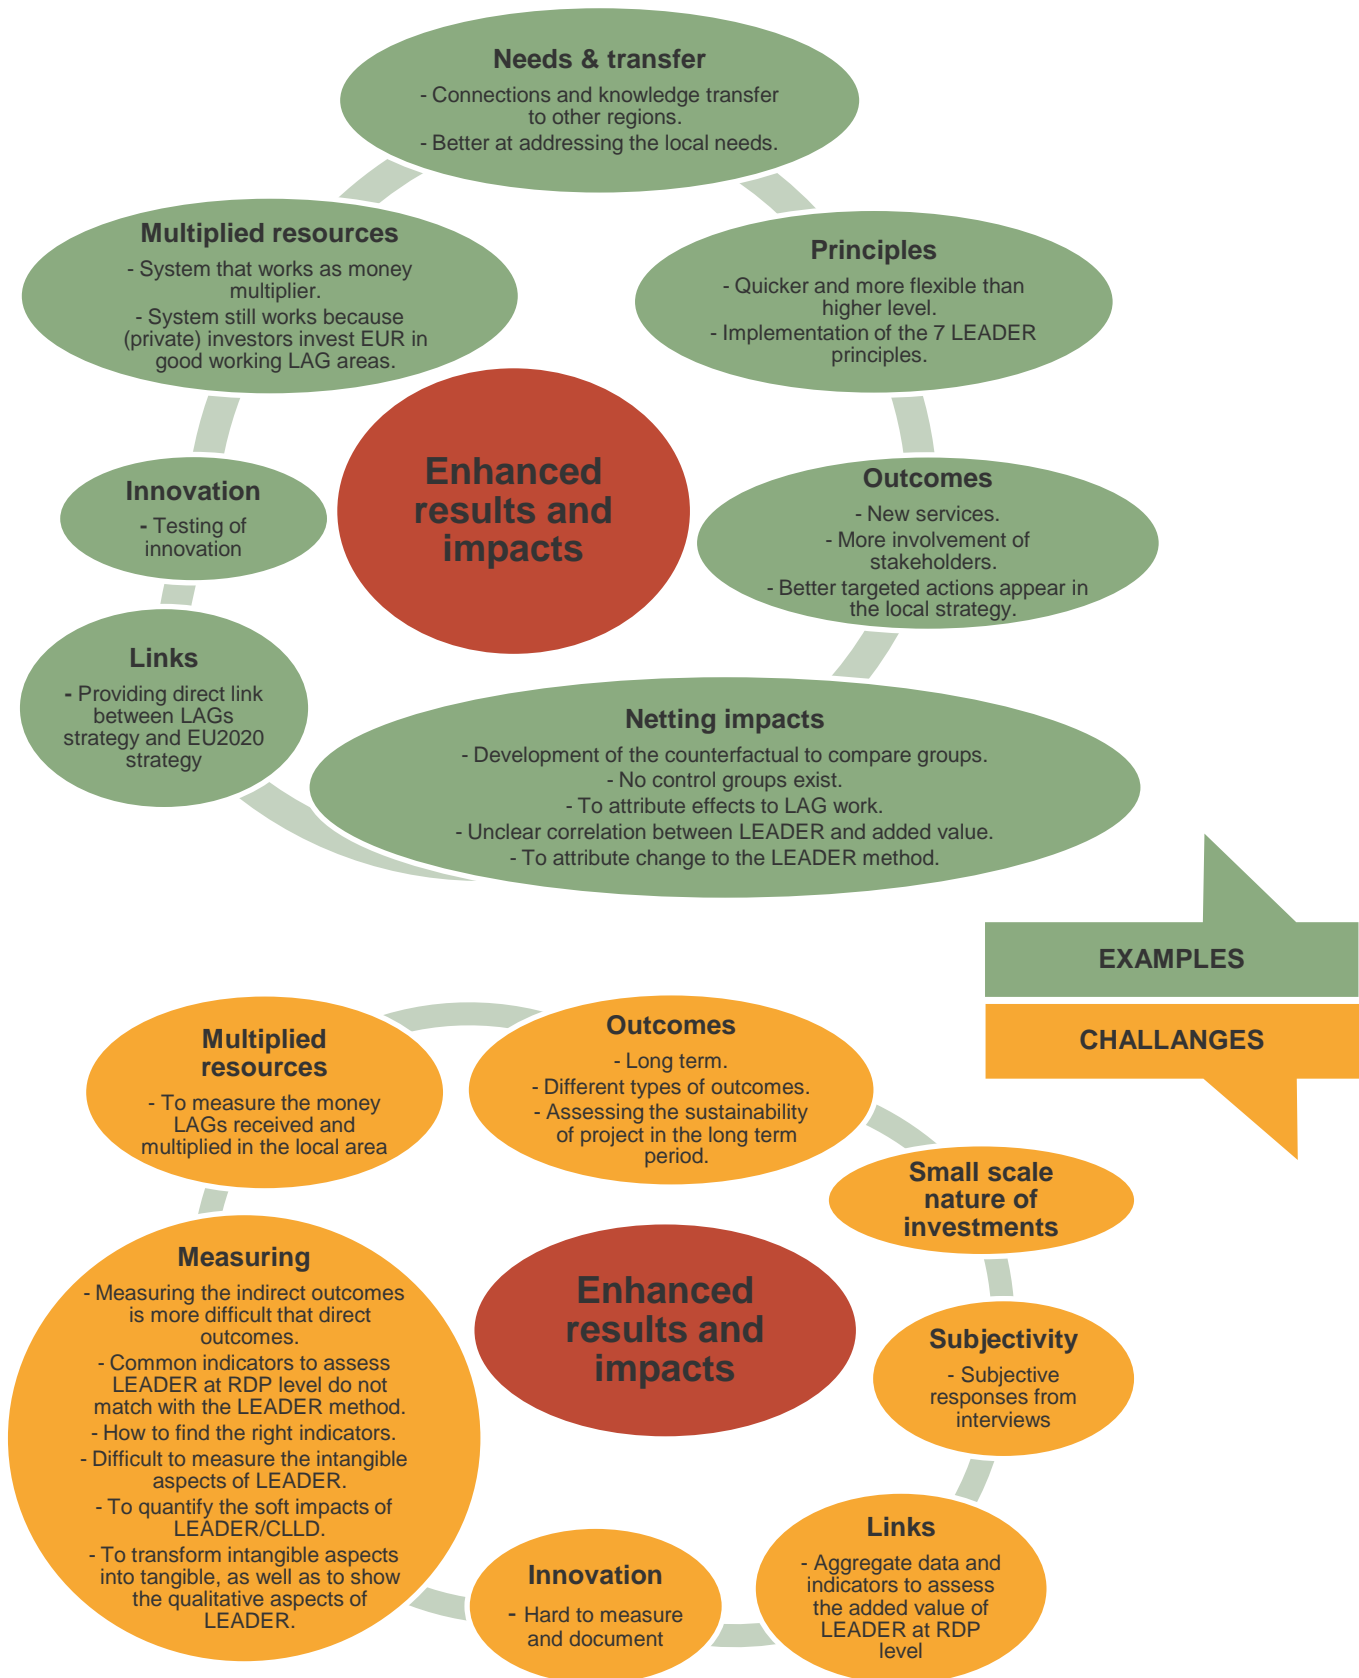 Needs & transfer
- Connections and knowledge transfer
to other regions.
- Better at addressing the local needs.
Multiplied resources
- System that works as money
multiplier.
- System still works because
(private) investors invest EUR in
good working LAG areas.
Principles
- Quicker and more flexible than
higher level.
- Implementation of the 7 LEADER
principles.
Enhanced
results and
impacts
Innovation
- Testing of
innovation
Outcomes
- New services.
- More involvement of
stakeholders.
- Better targeted actions appear in
the local strategy.
Links
- Providing direct link
between LAGs
strategy and EU2020
strategy
Netting impacts
- Development of the counterfactual to compare groups.
- No control groups exist.
- To attribute effects to LAG work.
- Unclear correlation between LEADER and added value.
- To attribute change to the LEADER method.
EXAMPLES
CHALLANGES
Multiplied
resources
- To measure the money
LAGs received and
multiplied in the local area
Outcomes
- Long term.
- Different types of outcomes.
- Assessing the sustainability
of project in the long term
period.
Small scale
nature of
investments
Measuring
- Measuring the indirect outcomes
is more difficult that direct
outcomes.
- Common indicators to assess
LEADER at RDP level do not
match with the LEADER method.
- How to find the right indicators.
- Difficult to measure the intangible
aspects of LEADER.
- To quantify the soft impacts of
LEADER/CLLD.
- To transform intangible aspects
into tangible, as well as to show
the qualitative aspects of
LEADER.
Enhanced
results and
impacts
Subjectivity
- Subjective
responses from
interviews
Links
- Aggregate data and
indicators to assess
the added value of
LEADER at RDP
level
Innovation
- Hard to measure
and document